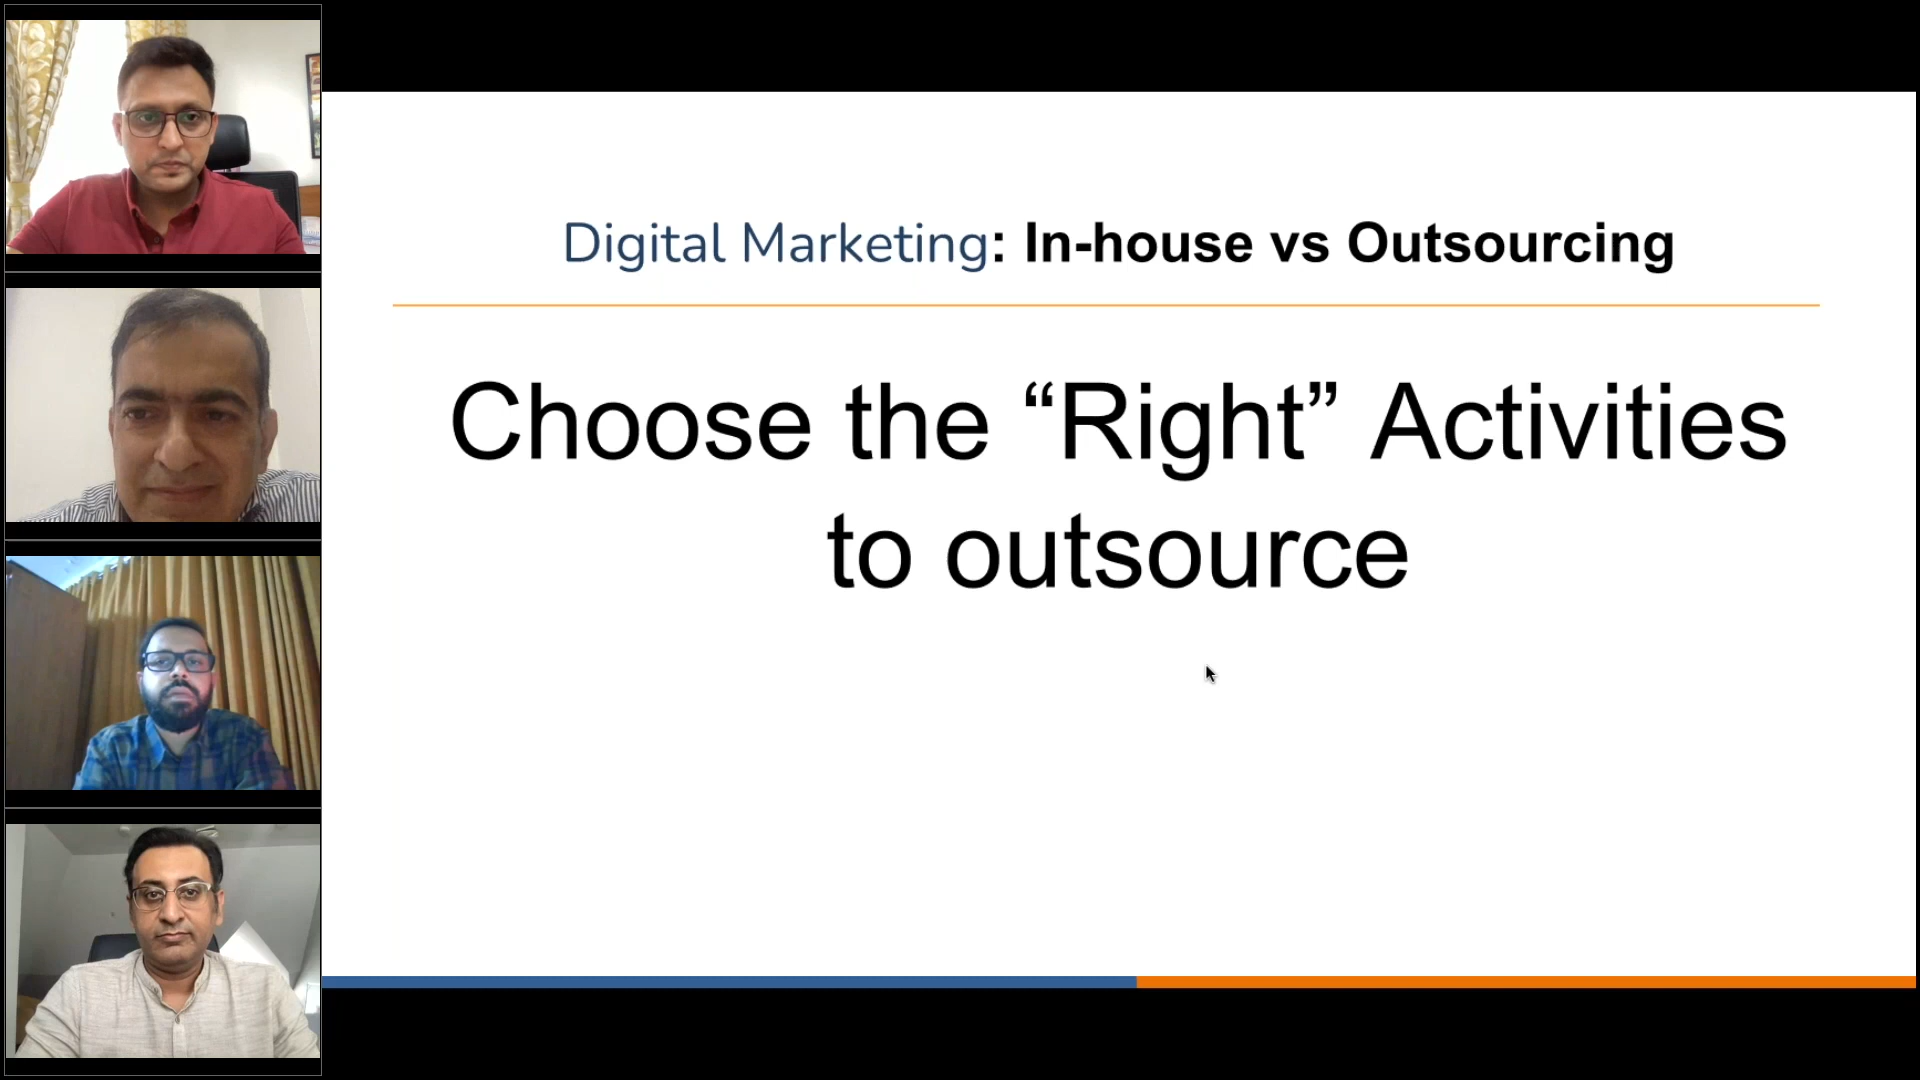 Digital Marketing: In-house vs Outsourcing
Choose the “Right” Activities
to outsource